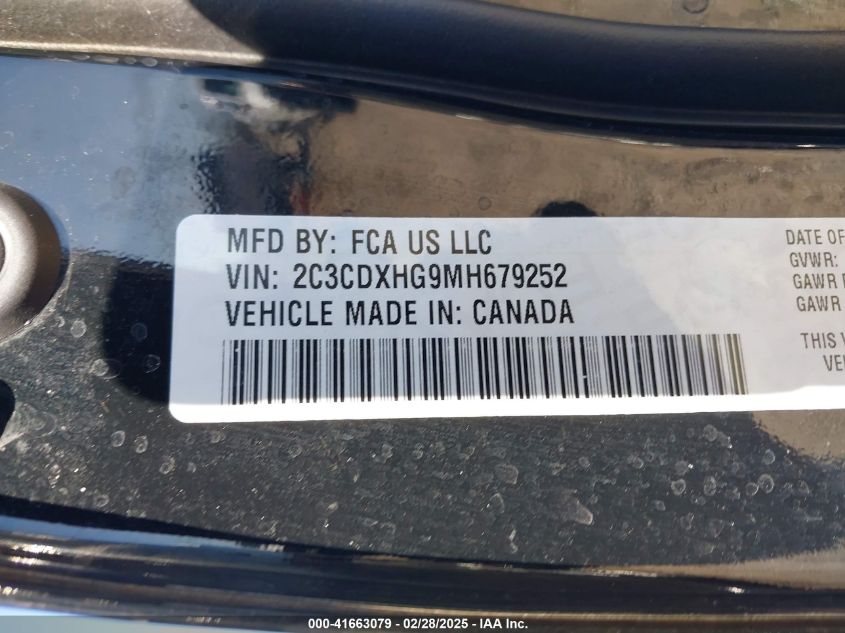 MFD BY: FCA US LLC
VIN: 2C3CDXHG9MH679252
VEHICLE MADE IN: CANADA
DATE OF
GVWR:
GAWR
GAWR
THIS
000-41663079 - 02/28/2025 - IAA Inc.